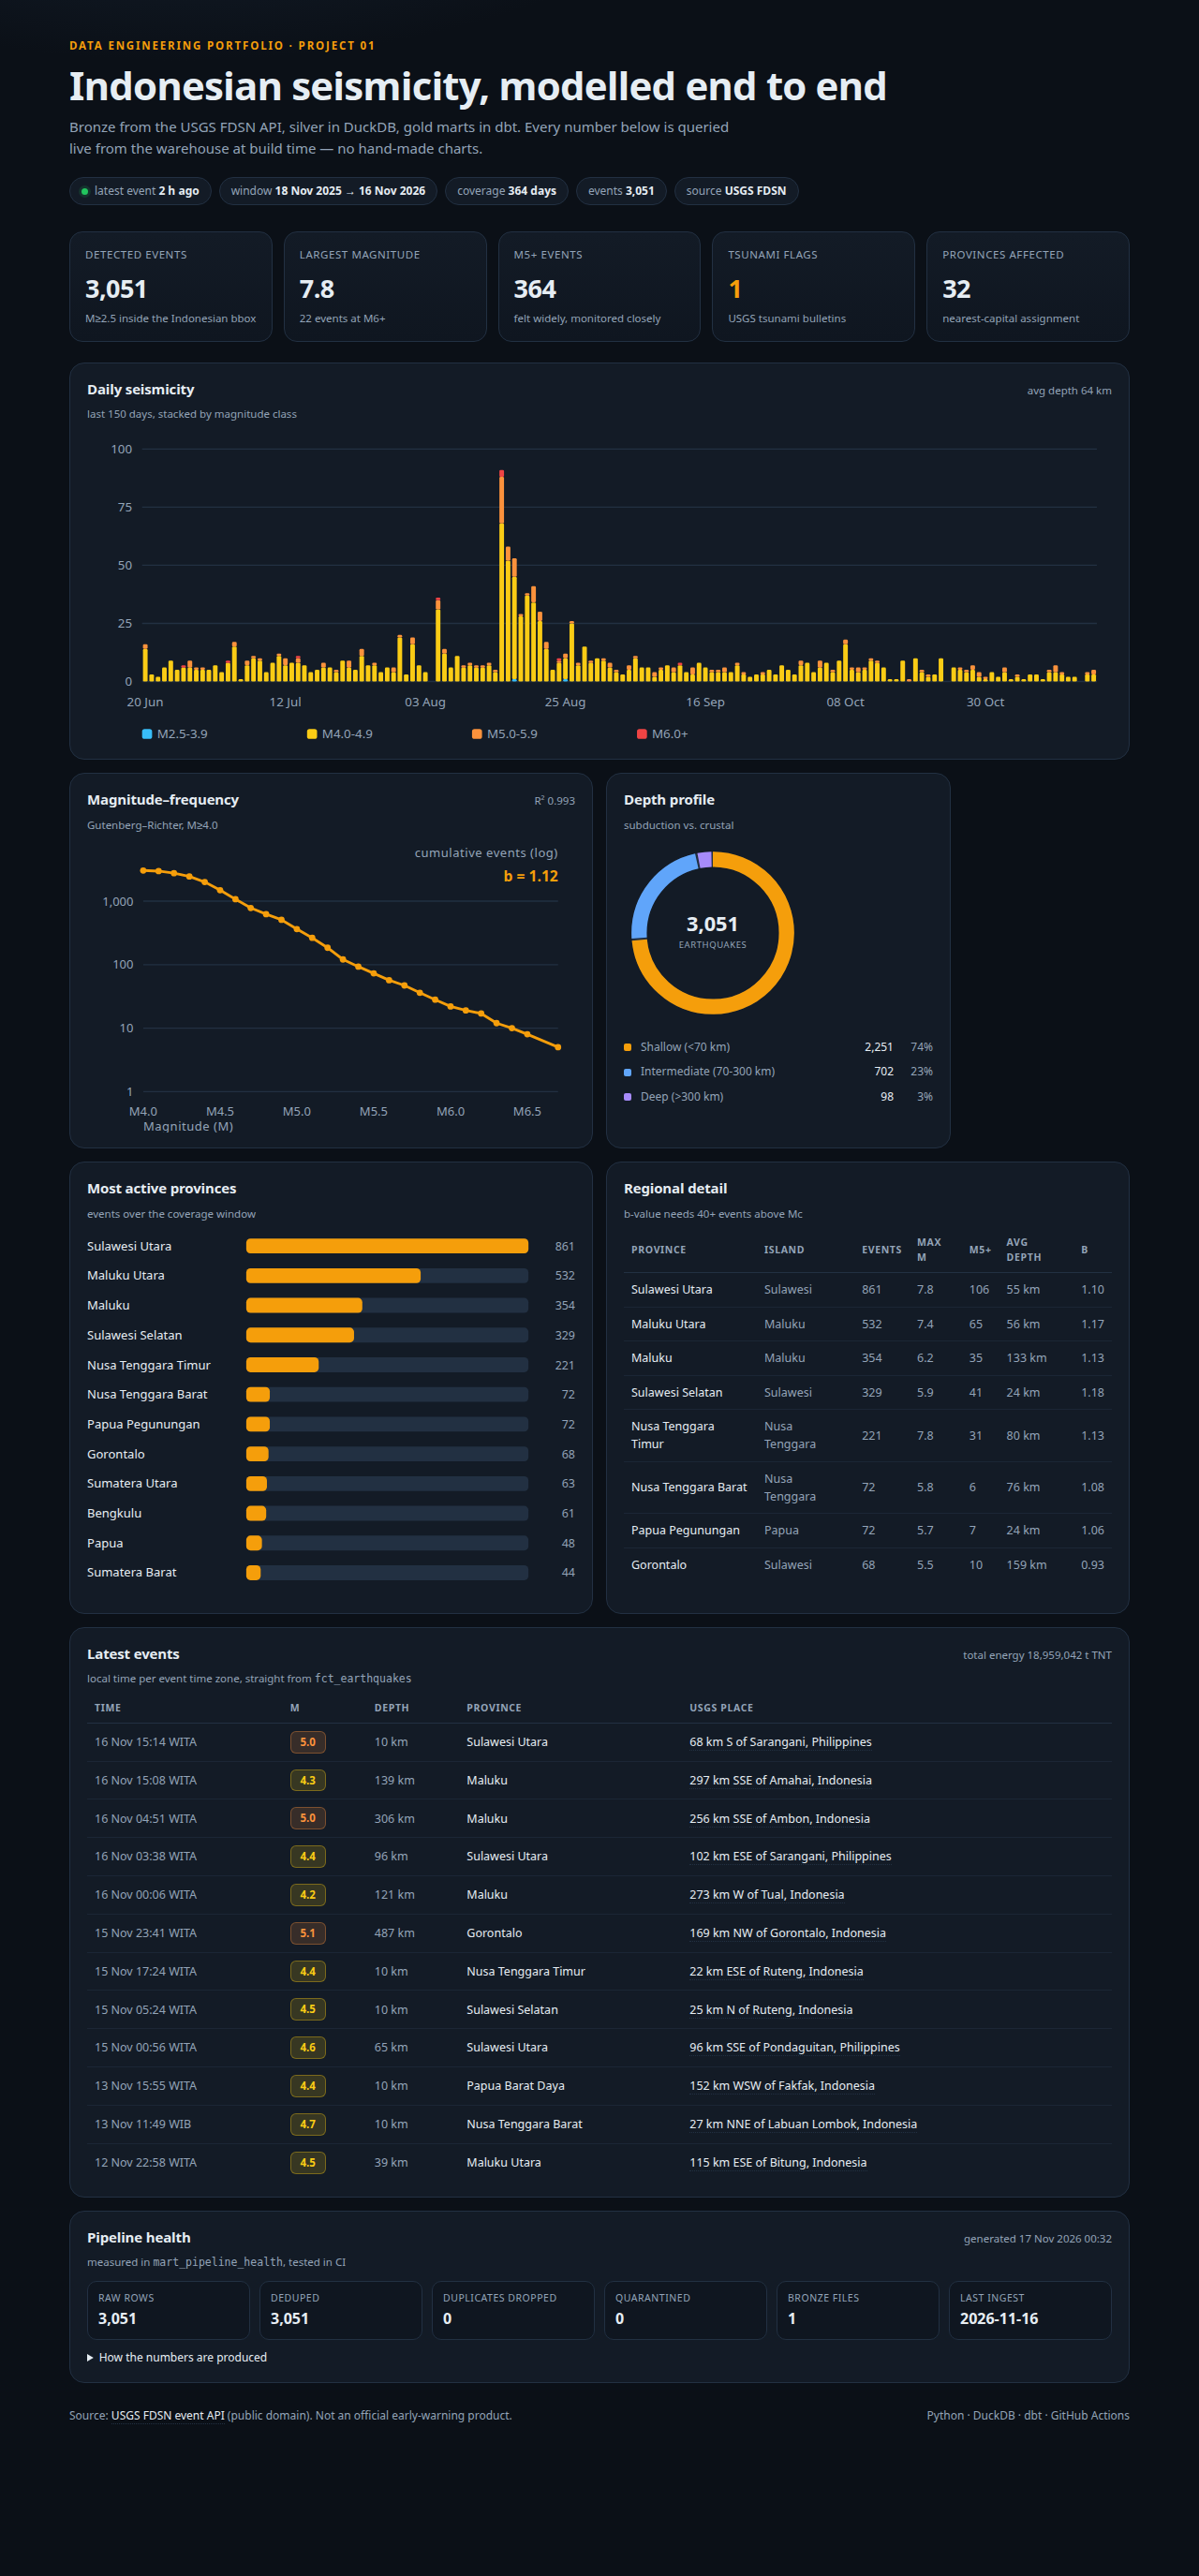 DATA ENGINEERING PORTFOLIO · PROJECT 01
Indonesian seismicity, modelled end to end
Bronze from the USGS FDSN API, silver in DuckDB, gold marts in dbt. Every number below is queried
live from the warehouse at build time — no hand-made charts.
latest event 2 h ago window 18 Nov 2025 → 16 Nov 2026 coverage 364 days events 3,051 source USGS FDSN
DETECTED EVENTS
3,051
M≥2.5 inside the Indonesian bbox
LARGEST MAGNITUDE
7.8
22 events at M6+
M5+ EVENTS
364
felt widely, monitored closely
TSUNAMI FLAGS
1
USGS tsunami bulletins
PROVINCES AFFECTED
32
nearest-capital assignment
Daily seismicity avg depth 64 km
last 150 days, stacked by magnitude class
100
75
50
25
0
20 Jun 12 Jul 03 Aug 25 Aug 16 Sep 08 Oct 30 Oct
M2.5-3.9 M4.0-4.9 M5.0-5.9 M6.0+
Magnitude–frequency R² 0.993
Gutenberg–Richter, M≥4.0
cumulative events (log)
b = 1.12
1,000
100
10
1
M4.0 M4.5 M5.0 M5.5 M6.0 M6.5
Magnitude (M)
Depth profile
subduction vs. crustal
3,051
EARTHQUAKES
Shallow (<70 km) 2,251 74%
Intermediate (70-300 km) 702 23%
Deep (>300 km) 98 3%
Most active provinces
events over the coverage window
Sulawesi Utara 861
Maluku Utara 532
Maluku 354
Sulawesi Selatan 329
Nusa Tenggara Timur 221
Nusa Tenggara Barat 72
Papua Pegunungan 72
Gorontalo 68
Sumatera Utara 63
Bengkulu 61
Papua 48
Sumatera Barat 44
Regional detail
b-value needs 40+ events above Mc
PROVINCE ISLAND EVENTS MAX M M5+ AVG DEPTH B
Sulawesi Utara Sulawesi 861 7.8 106 55 km 1.10
Maluku Utara Maluku 532 7.4 65 56 km 1.17
Maluku Maluku 354 6.2 35 133 km 1.13
Sulawesi Selatan Sulawesi 329 5.9 41 24 km 1.18
Nusa Tenggara Timur Nusa Tenggara 221 7.8 31 80 km 1.13
Nusa Tenggara Barat Nusa Tenggara 72 5.8 6 76 km 1.08
Papua Pegunungan Papua 72 5.7 7 24 km 1.06
Gorontalo Sulawesi 68 5.5 10 159 km 0.93
Latest events total energy 18,959,042 t TNT
local time per event time zone, straight from fct_earthquakes
TIME M DEPTH PROVINCE USGS PLACE
16 Nov 15:14 WITA 5.0 10 km Sulawesi Utara 68 km S of Sarangani, Philippines
16 Nov 15:08 WITA 4.3 139 km Maluku 297 km SSE of Amahai, Indonesia
16 Nov 04:51 WITA 5.0 306 km Maluku 256 km SSE of Ambon, Indonesia
16 Nov 03:38 WITA 4.4 96 km Sulawesi Utara 102 km ESE of Sarangani, Philippines
16 Nov 00:06 WITA 4.2 121 km Maluku 273 km W of Tual, Indonesia
15 Nov 23:41 WITA 5.1 487 km Gorontalo 169 km NW of Gorontalo, Indonesia
15 Nov 17:24 WITA 4.4 10 km Nusa Tenggara Timur 22 km ESE of Ruteng, Indonesia
15 Nov 05:24 WITA 4.5 10 km Sulawesi Selatan 25 km N of Ruteng, Indonesia
15 Nov 00:56 WITA 4.6 65 km Sulawesi Utara 96 km SSE of Pondaguitan, Philippines
13 Nov 15:55 WITA 4.4 10 km Papua Barat Daya 152 km WSW of Fakfak, Indonesia
13 Nov 11:49 WIB 4.7 10 km Nusa Tenggara Barat 27 km NNE of Labuan Lombok, Indonesia
12 Nov 22:58 WITA 4.5 39 km Maluku Utara 115 km ESE of Bitung, Indonesia
Pipeline health generated 17 Nov 2026 00:32
measured in mart_pipeline_health, tested in CI
RAW ROWS
3,051
DEDUPED
3,051
DUPLICATES DROPPED
0
QUARANTINED
0
BRONZE FILES
1
LAST INGEST
2026-11-16
How the numbers are produced
Source: USGS FDSN event API (public domain). Not an official early-warning product. Python · DuckDB · dbt · GitHub Actions